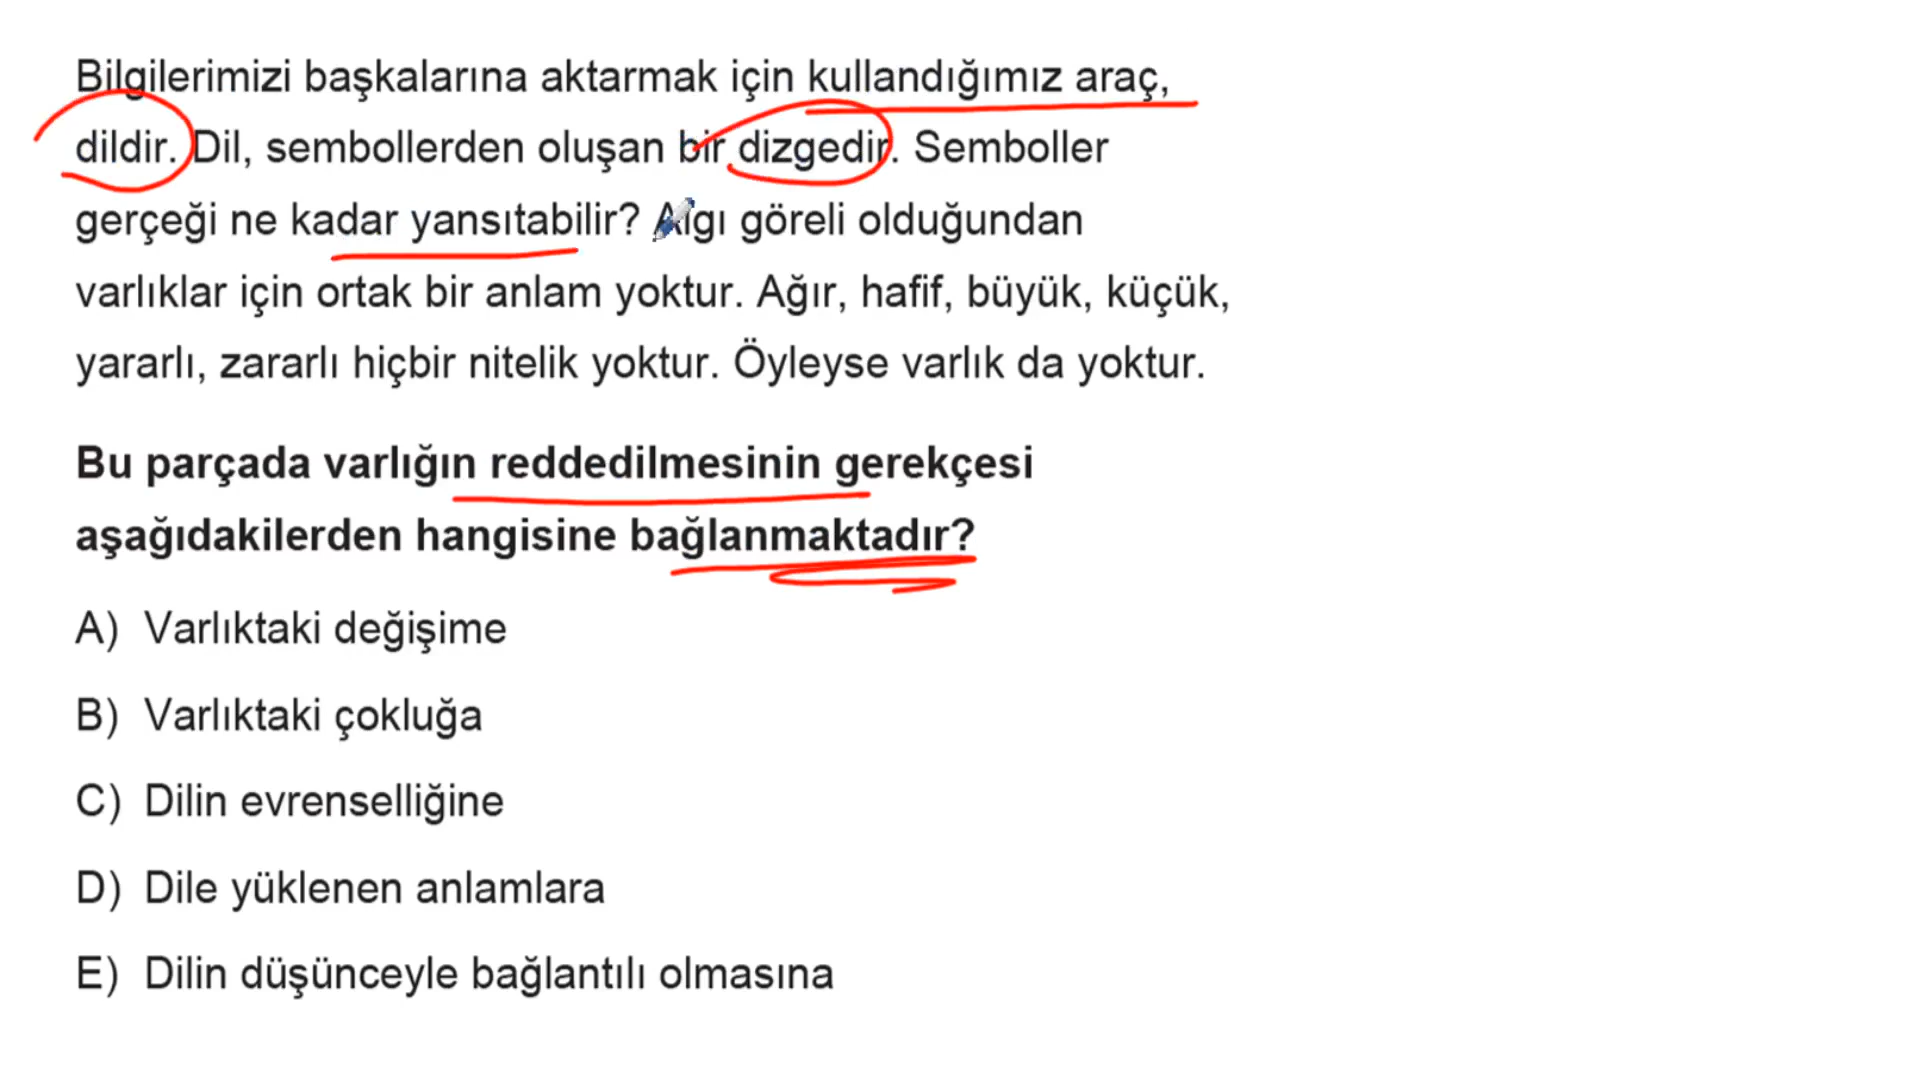 Bilgilerimizi başkalarına aktarmak için kullandığımız araç,
dildir. Dil, sembollerden oluşan bir dizgedir. Semboller
gerçeği ne kadar yansıtabilir? Algı göreli olduğundan
varlıklar için ortak bir anlam yoktur. Ağır, hafif, büyük, küçük,
yararlı, zararlı hiçbir nitelik yoktur. Öyleyse varlık da yoktur.
Bu parçada varlığın reddedilmesinin gerekçesi
aşağıdakilerden hangisine bağlanmaktadır?
A) Varlıktaki değişime
B) Varlıktaki çokluğa
C) Dilin evrenselliğine
D) Dile yüklenen anlamlara
E) Dilin düşünceyle bağlantılı olmasına